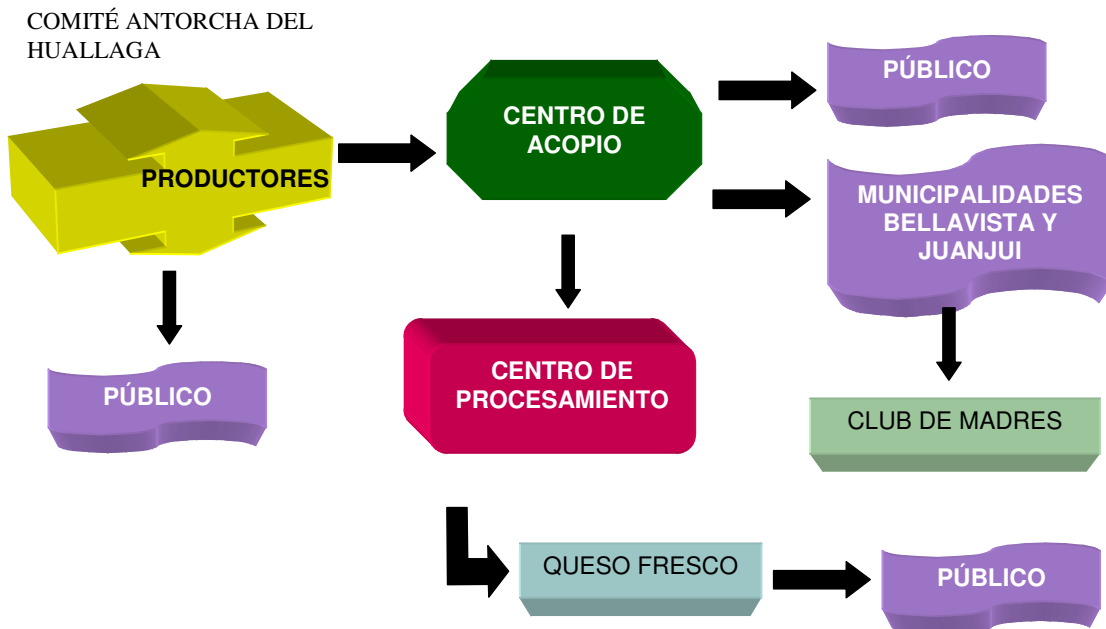 COMITÉ ANTORCHA DEL
HUALLAGA
PRODUCTORES
CENTRO DE
ACOPIO
PÚBLICO
MUNICIPALIDADES
BELLAVISTA Y
JUANJUI
PÚBLICO
CENTRO DE
PROCESAMIENTO
CLUB DE MADRES
QUESO FRESCO
PÚBLICO